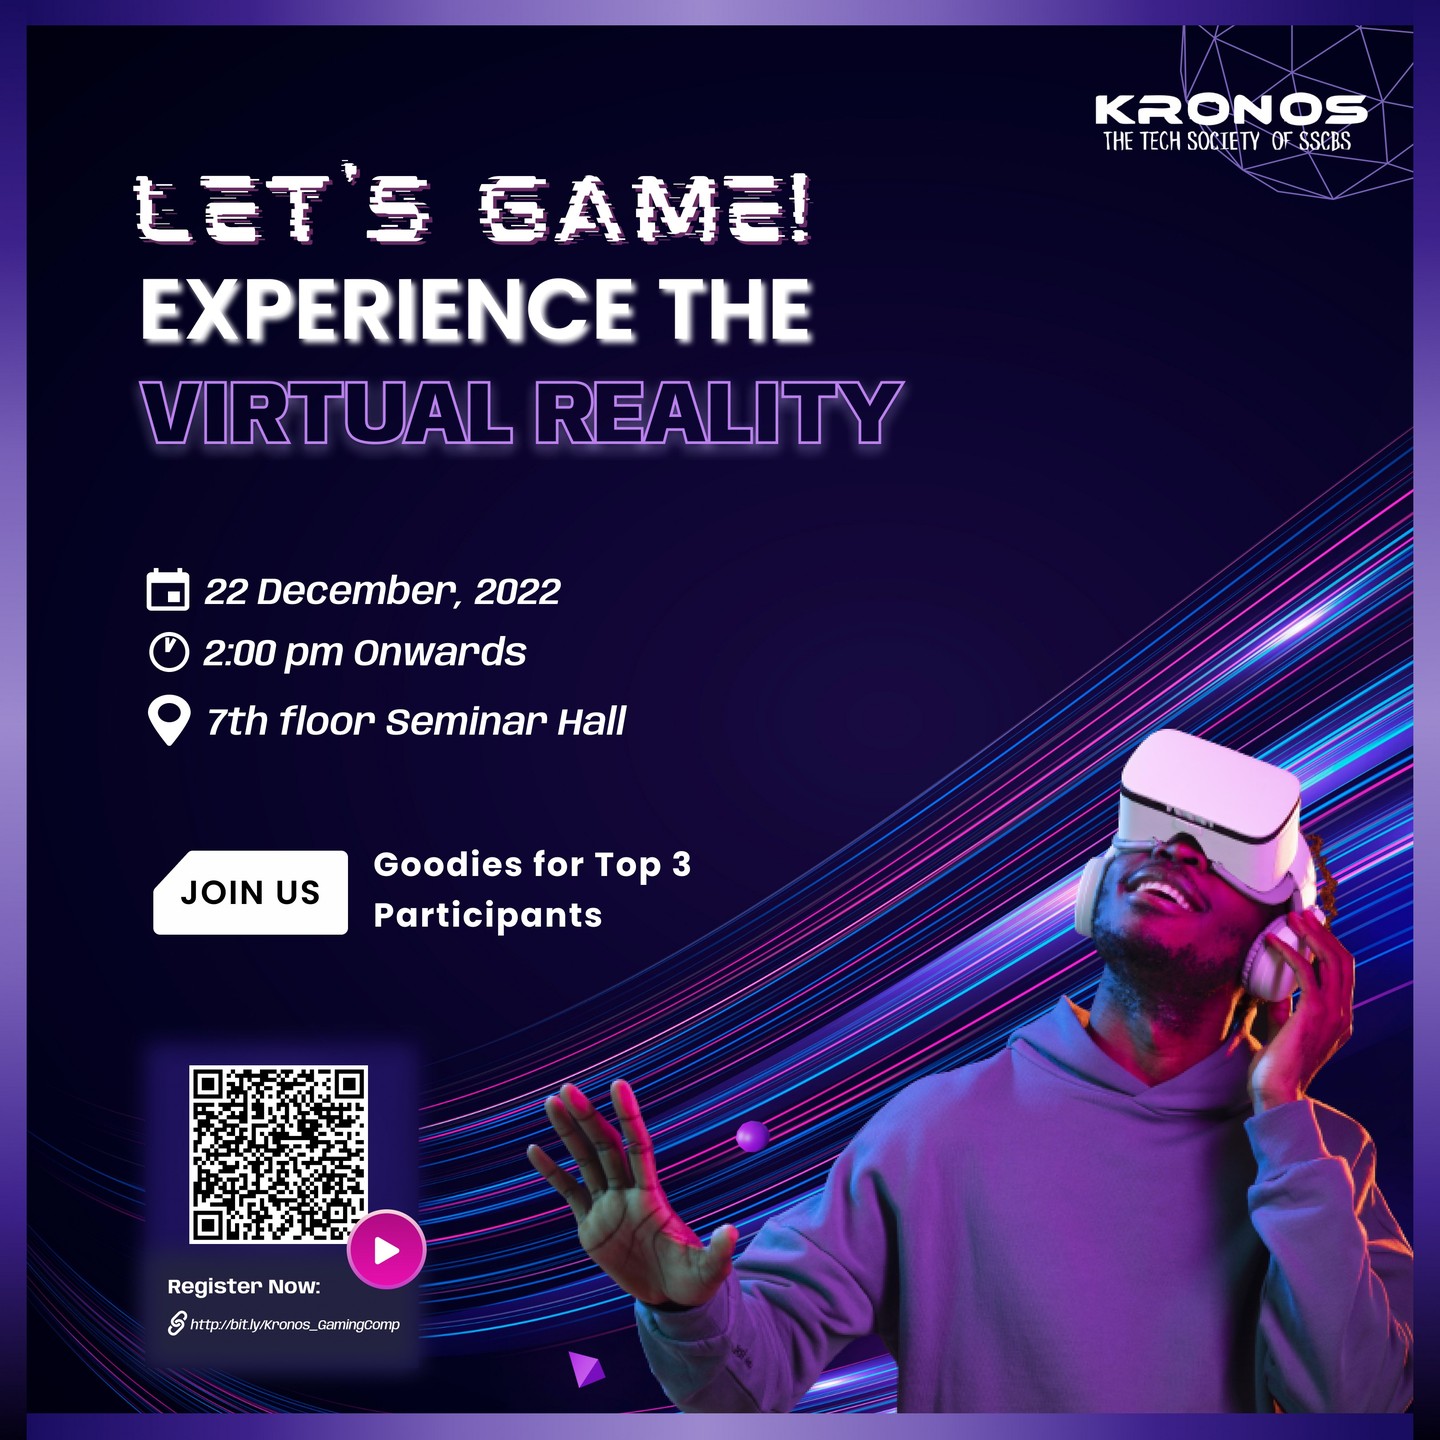 KRONOS
THE TECH SOCIETY OF SSCBS
LET'S GAME!
EXPERIENCE THE
VIRTUAL REALITY
22 December, 2022
2:00 pm Onwards
7th floor Seminar Hall
JOIN US
Goodies for Top 3
Participants
Register Now:
http://bit.ly/Kronos_GamingComp